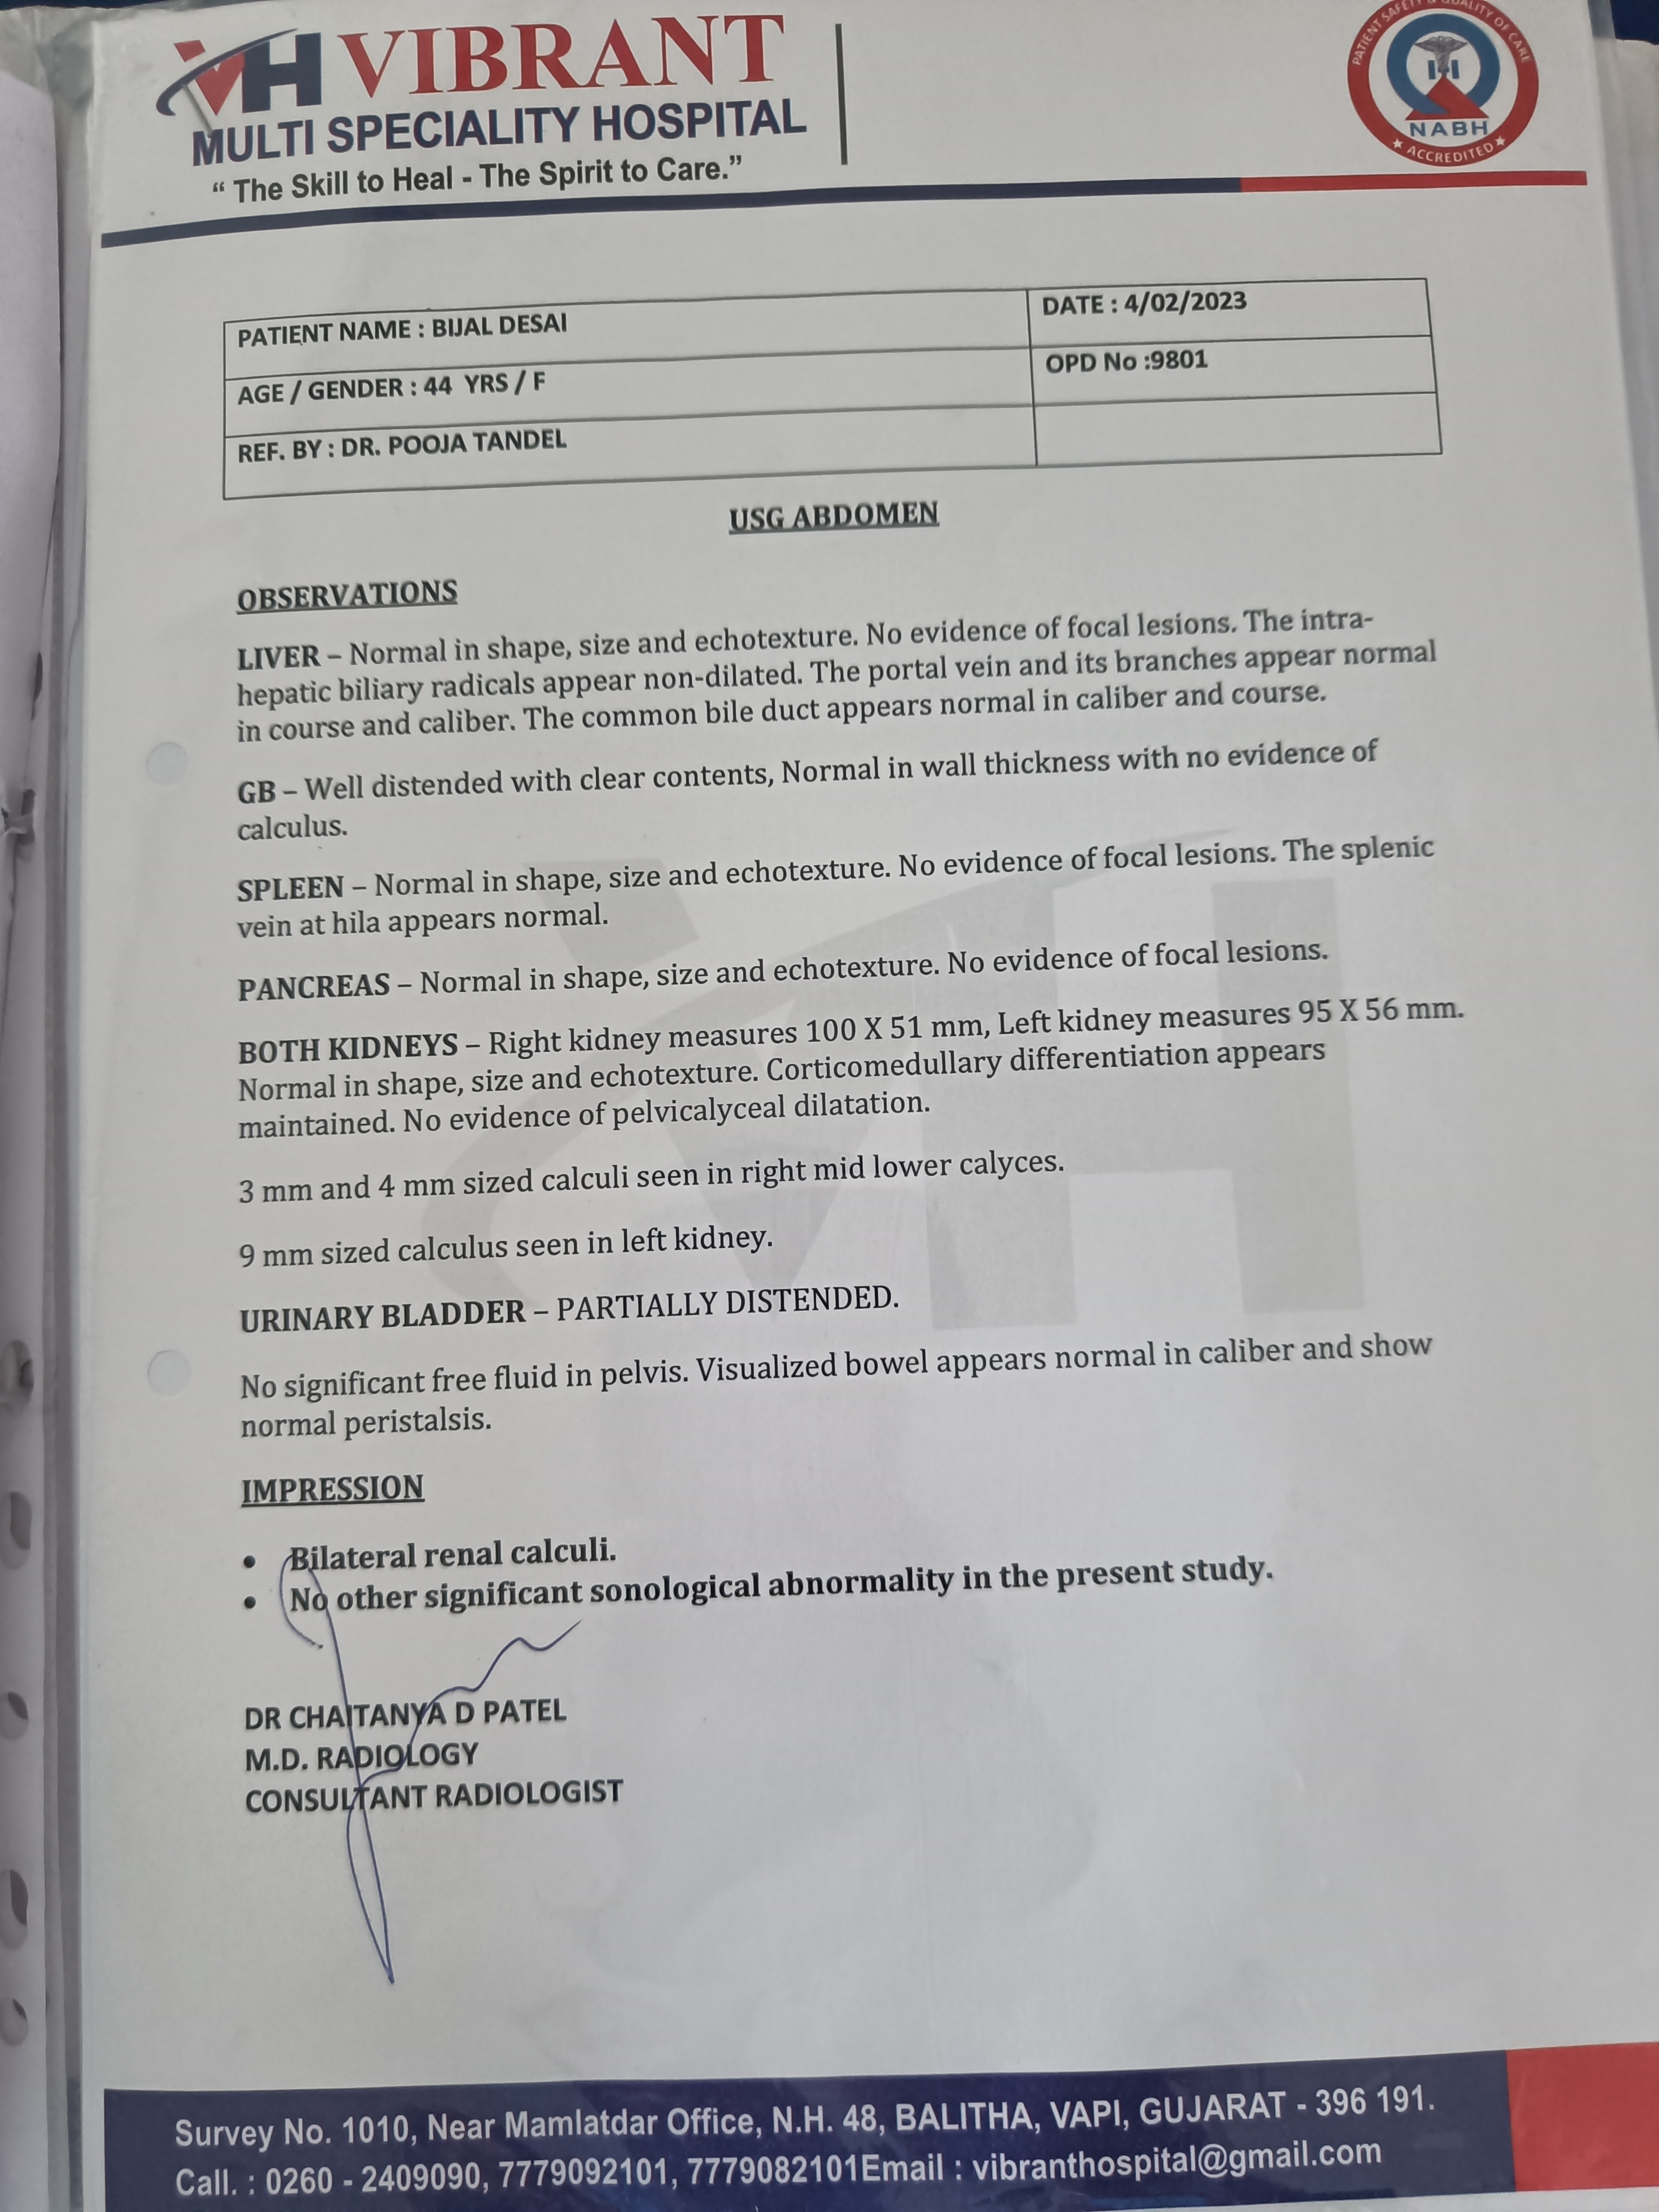 VH VIBRANT
MULTI SPECIALITY HOSPITAL
“ The Skill to Heal - The Spirit to Care.”
PATIENT SAFETY & QUALITY OF CARE
NABH
★ ACCREDITED ★
PATIENT NAME : BIJAL DESAI
DATE : 4/02/2023
AGE / GENDER : 44 YRS / F
OPD No :9801
REF. BY : DR. POOJA TANDEL
USG ABDOMEN
OBSERVATIONS
LIVER – Normal in shape, size and echotexture. No evidence of focal lesions. The intra-
hepatic biliary radicals appear non-dilated. The portal vein and its branches appear normal
in course and caliber. The common bile duct appears normal in caliber and course.
GB – Well distended with clear contents, Normal in wall thickness with no evidence of
calculus.
SPLEEN – Normal in shape, size and echotexture. No evidence of focal lesions. The splenic
vein at hila appears normal.
PANCREAS – Normal in shape, size and echotexture. No evidence of focal lesions.
BOTH KIDNEYS – Right kidney measures 100 X 51 mm, Left kidney measures 95 X 56 mm.
Normal in shape, size and echotexture. Corticomedullary differentiation appears
maintained. No evidence of pelvicalyceal dilatation.
3 mm and 4 mm sized calculi seen in right mid lower calyces.
9 mm sized calculus seen in left kidney.
URINARY BLADDER – PARTIALLY DISTENDED.
No significant free fluid in pelvis. Visualized bowel appears normal in caliber and show
normal peristalsis.
IMPRESSION
• Bilateral renal calculi.
• No other significant sonological abnormality in the present study.
DR CHAITANYA D PATEL
M.D. RADIOLOGY
CONSULTANT RADIOLOGIST
Survey No. 1010, Near Mamlatdar Office, N.H. 48, BALITHA, VAPI, GUJARAT - 396 191.
Call. : 0260 - 2409090, 7779092101, 7779082101Email : vibranthospital@gmail.com